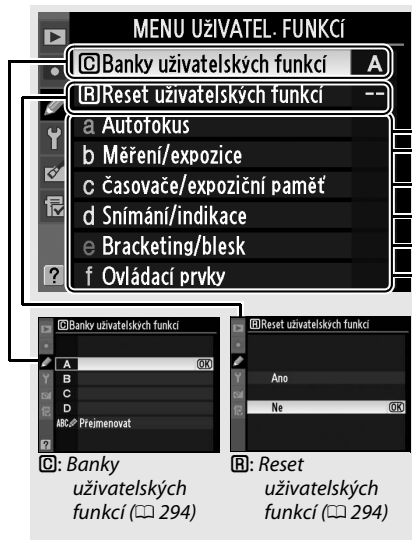 MENU UŽIVATEL. FUNKCÍ
C Banky uživatelských funkcí A
R Reset uživatelských funkcí --
a Autofokus
b Měření/expozice
c Časovače/expoziční paměť
d Snímání/indikace
e Bracketing/blesk
f Ovládací prvky
?
C Banky uživatelských funkcí
A OK
B
C
D
ABC Přejmenovat
?
R Reset uživatelských funkcí
Ano
Ne OK
C: Banky
uživatelských
funkcí (294)
R: Reset
uživatelských
funkcí (294)